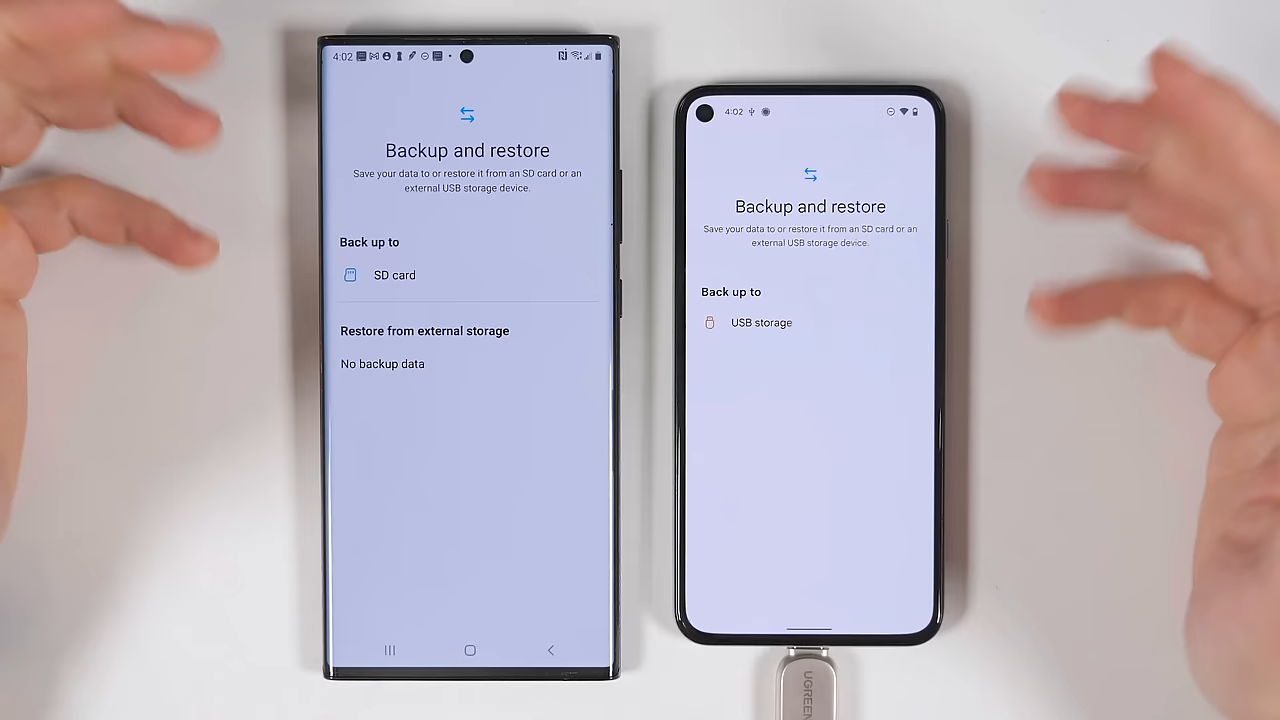 4:02
Backup and restore
Save your data to or restore it from an SD card or an
external USB storage device.
Back up to
SD card
Restore from external storage
No backup data
4:02
Backup and restore
Save your data to or restore it from an SD card or an
external USB storage device.
Back up to
USB storage
UGREEN